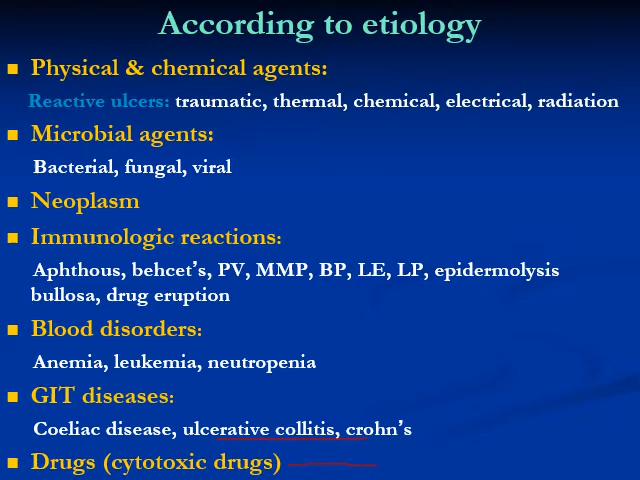 According to etiology
Physical & chemical agents:
Reactive ulcers: traumatic, thermal, chemical, electrical, radiation
Microbial agents:
Bacterial, fungal, viral
Neoplasm
Immunologic reactions:
Aphthous, behcet’s, PV, MMP, BP, LE, LP, epidermolysis
bullosa, drug eruption
Blood disorders:
Anemia, leukemia, neutropenia
GIT diseases:
Coeliac disease, ulcerative collitis, crohn’s
Drugs (cytotoxic drugs)